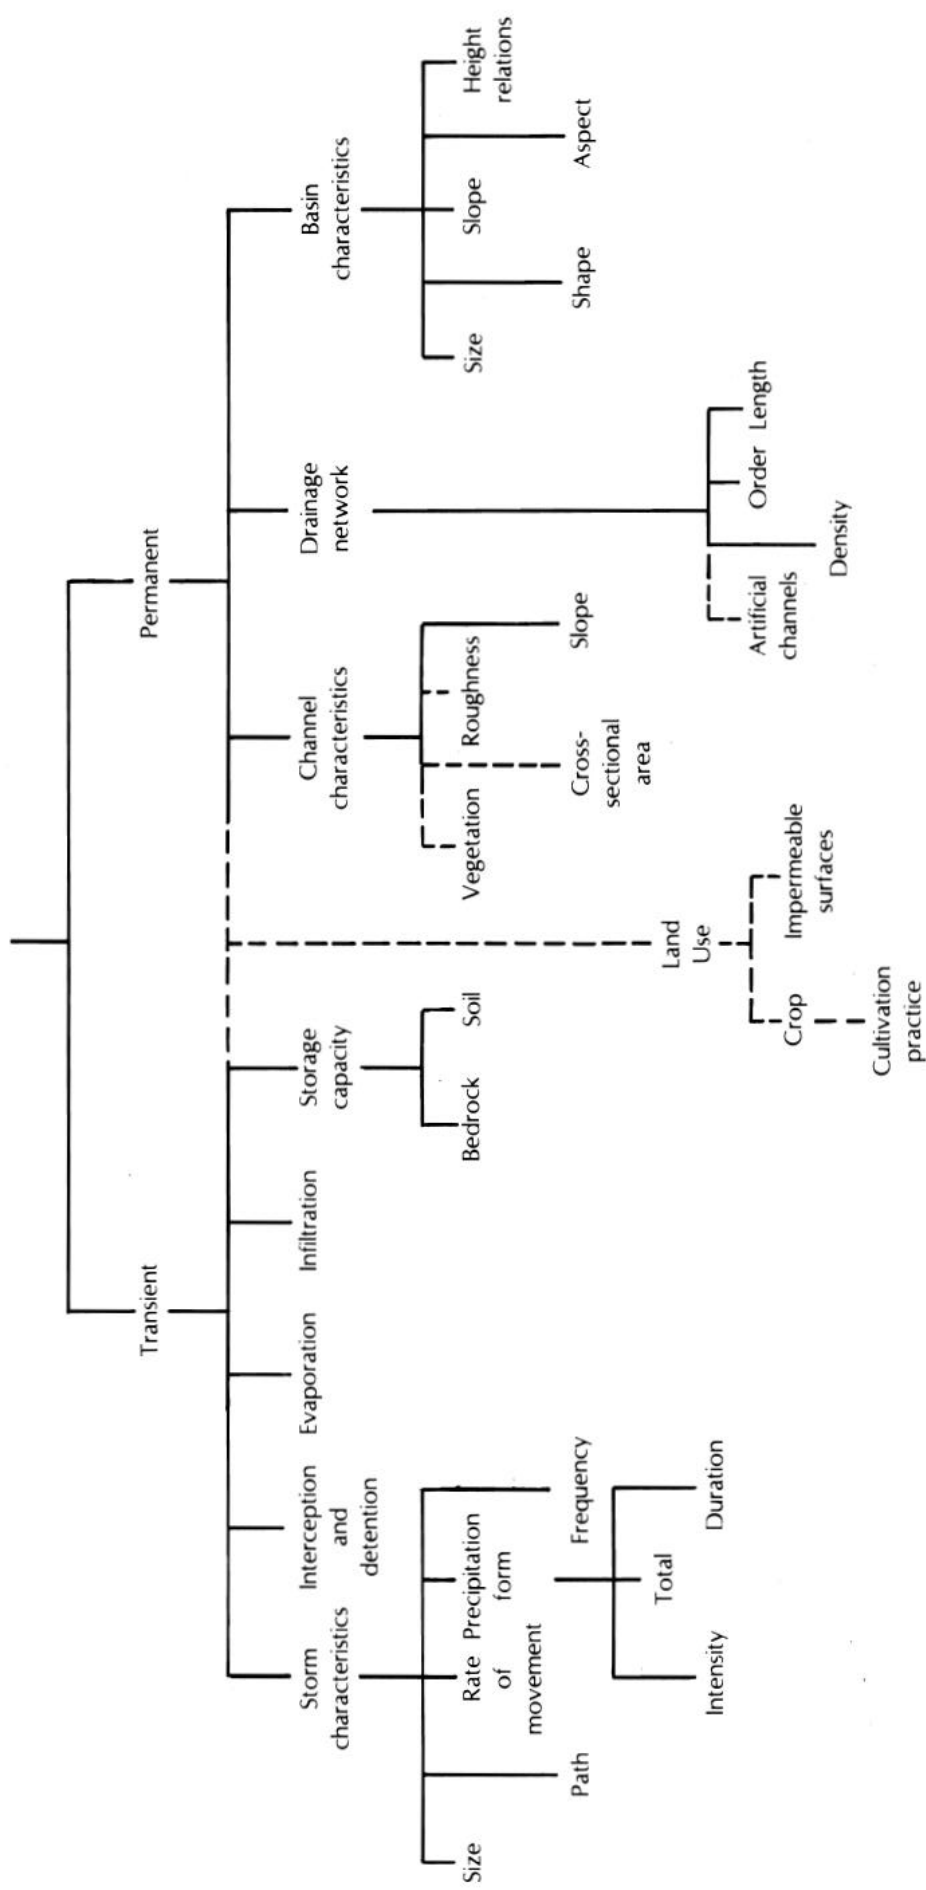 Transient
Permanent
Storm
characteristics
Interception
and
detention
Evaporation
Infiltration
Storage
capacity
Channel
characteristics
Drainage
network
Basin
characteristics
Size
Path
Rate
of
movement
Precipitation
form
Frequency
Intensity
Total
Duration
Bedrock
Soil
Land
Use
Crop
Cultivation
practice
Impermeable
surfaces
Vegetation
Cross-
sectional
area
Roughness
Slope
Artificial
channels
Density
Order
Length
Size
Shape
Slope
Aspect
Height
relations